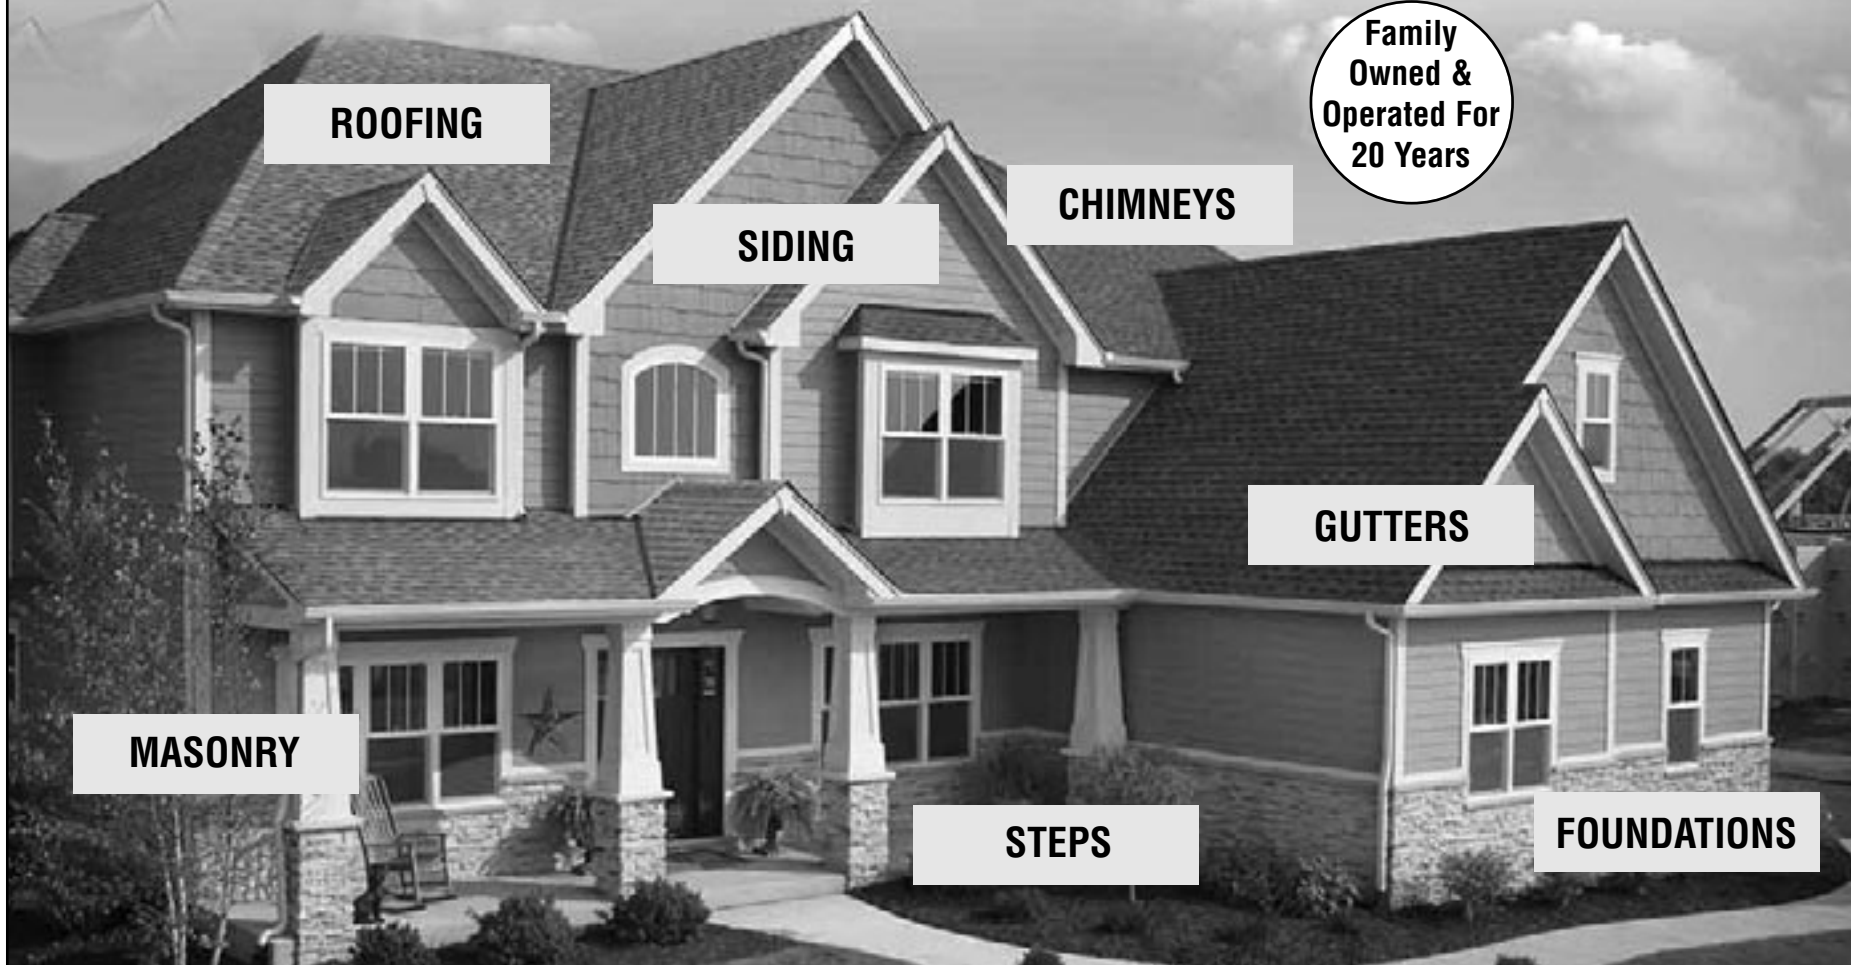 Family
Owned &
Operated For
20 Years
ROOFING
CHIMNEYS
SIDING
GUTTERS
MASONRY
STEPS
FOUNDATIONS